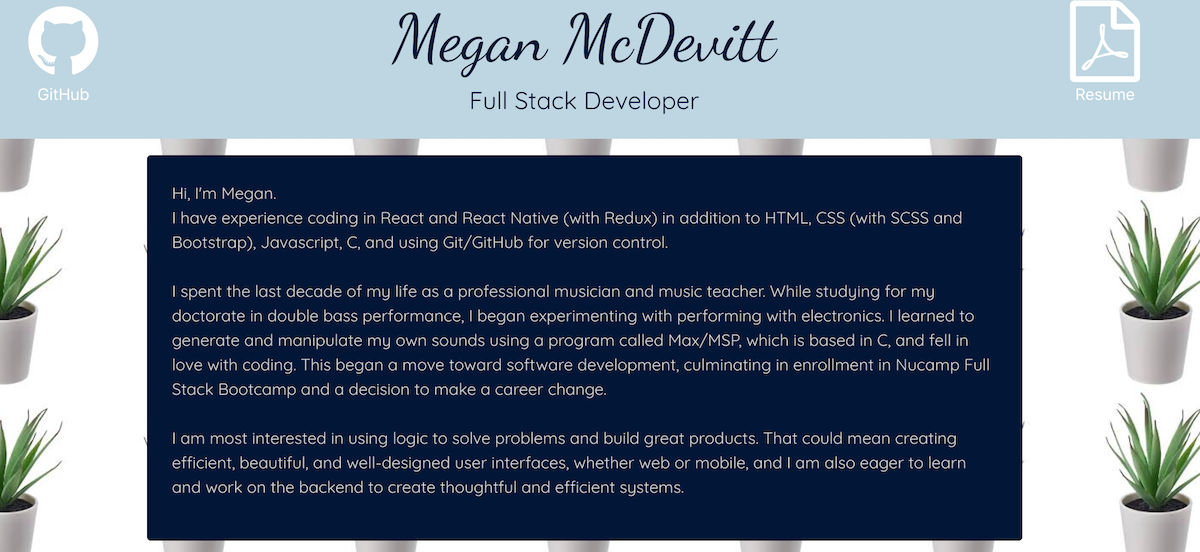 Megan McDevitt
GitHub
Resume
Full Stack Developer
Hi, I'm Megan.
I have experience coding in React and React Native (with Redux) in addition to HTML, CSS (with SCSS and
Bootstrap), Javascript, C, and using Git/GitHub for version control.
I spent the last decade of my life as a professional musician and music teacher. While studying for my
doctorate in double bass performance, I began experimenting with performing with electronics. I learned to
generate and manipulate my own sounds using a program called Max/MSP, which is based in C, and fell in
love with coding. This began a move toward software development, culminating in enrollment in Nucamp Full
Stack Bootcamp and a decision to make a career change.
I am most interested in using logic to solve problems and build great products. That could mean creating
efficient, beautiful, and well-designed user interfaces, whether web or mobile, and I am also eager to learn
and work on the backend to create thoughtful and efficient systems.